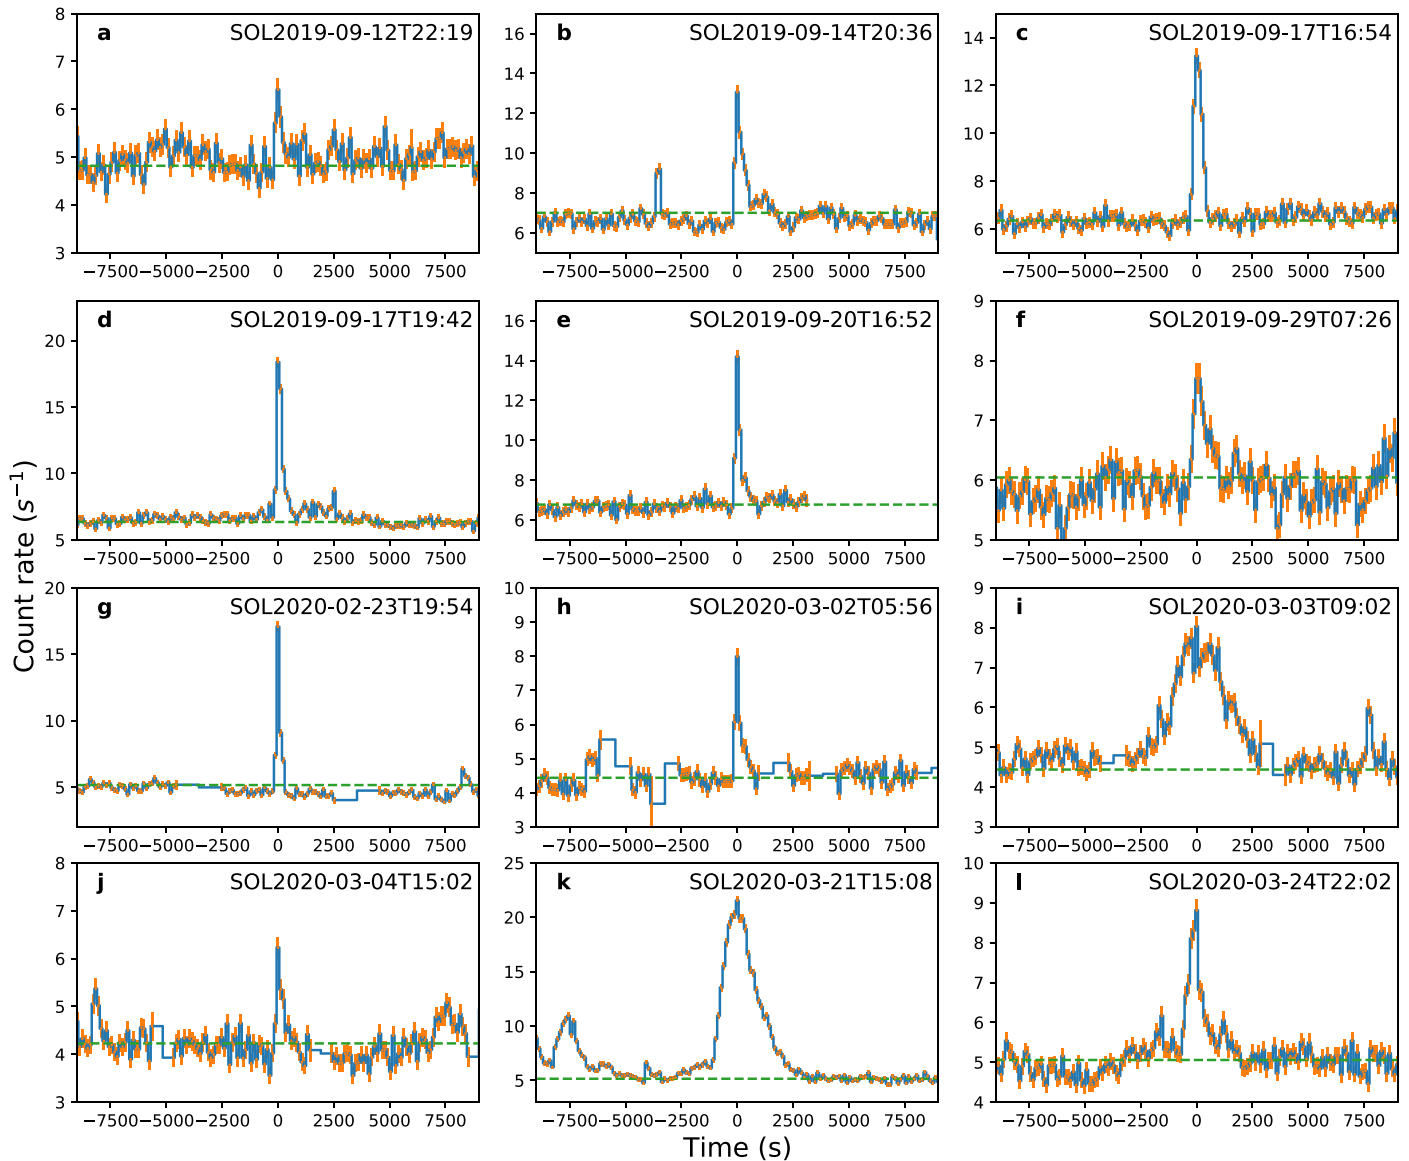 a SOL2019-09-12T22:19
8
7
6
5
4
3
−7500 −5000 −2500 0 2500 5000 7500
b SOL2019-09-14T20:36
16
14
12
10
8
6
−7500 −5000 −2500 0 2500 5000 7500
c SOL2019-09-17T16:54
14
12
10
8
6
−7500 −5000 −2500 0 2500 5000 7500
d SOL2019-09-17T19:42
20
15
10
5
−7500 −5000 −2500 0 2500 5000 7500
e SOL2019-09-20T16:52
16
14
12
10
8
6
−7500 −5000 −2500 0 2500 5000 7500
f SOL2019-09-29T07:26
9
8
7
6
5
−7500 −5000 −2500 0 2500 5000 7500
Count rate (s⁻¹)
g SOL2020-02-23T19:54
20
15
10
5
−7500 −5000 −2500 0 2500 5000 7500
h SOL2020-03-02T05:56
10
9
8
7
6
5
4
3
−7500 −5000 −2500 0 2500 5000 7500
i SOL2020-03-03T09:02
9
8
7
6
5
4
3
−7500 −5000 −2500 0 2500 5000 7500
j SOL2020-03-04T15:02
8
7
6
5
4
3
−7500 −5000 −2500 0 2500 5000 7500
k SOL2020-03-21T15:08
25
20
15
10
5
−7500 −5000 −2500 0 2500 5000 7500
l SOL2020-03-24T22:02
10
9
8
7
6
5
4
−7500 −5000 −2500 0 2500 5000 7500
Time (s)